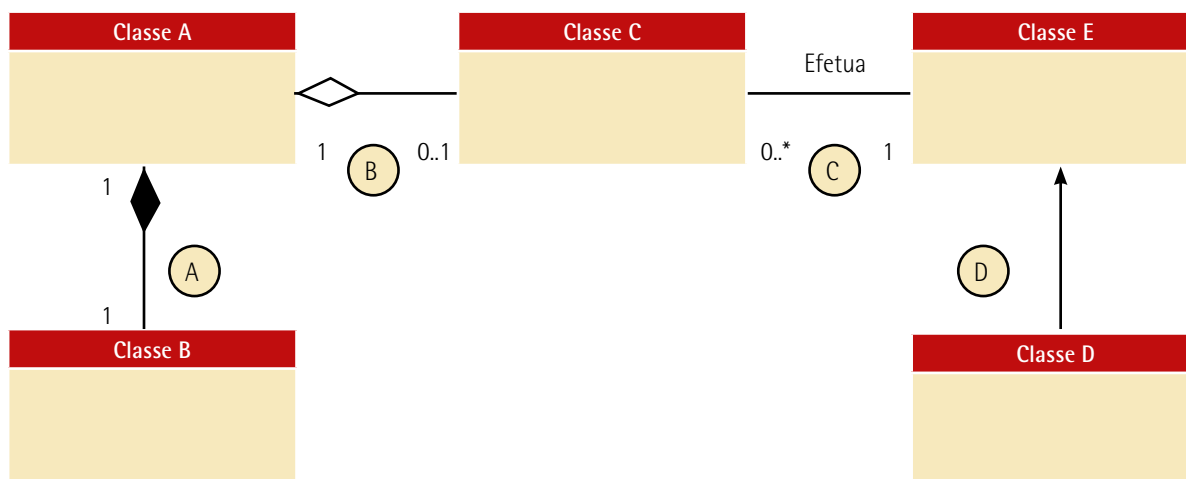 Classe A
Classe C
Classe E
Efetua
1
B
0..1
0..*
C
1
1
A
D
1
Classe B
Classe D